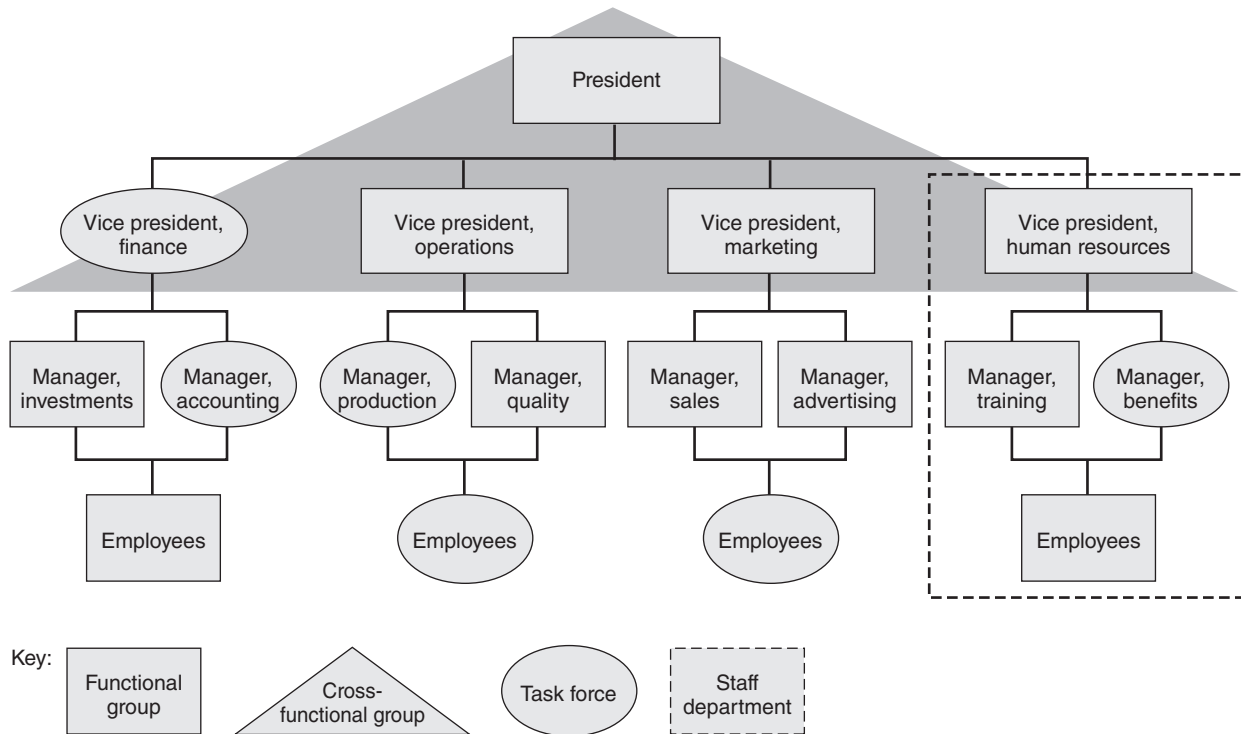 President
Vice president,
finance
Vice president,
operations
Vice president,
marketing
Vice president,
human resources
Manager,
investments
Manager,
accounting
Manager,
production
Manager,
quality
Manager,
sales
Manager,
advertising
Manager,
training
Manager,
benefits
Employees
Employees
Employees
Employees
Key:
Functional
group
Cross-
functional group
Task force
Staff
department